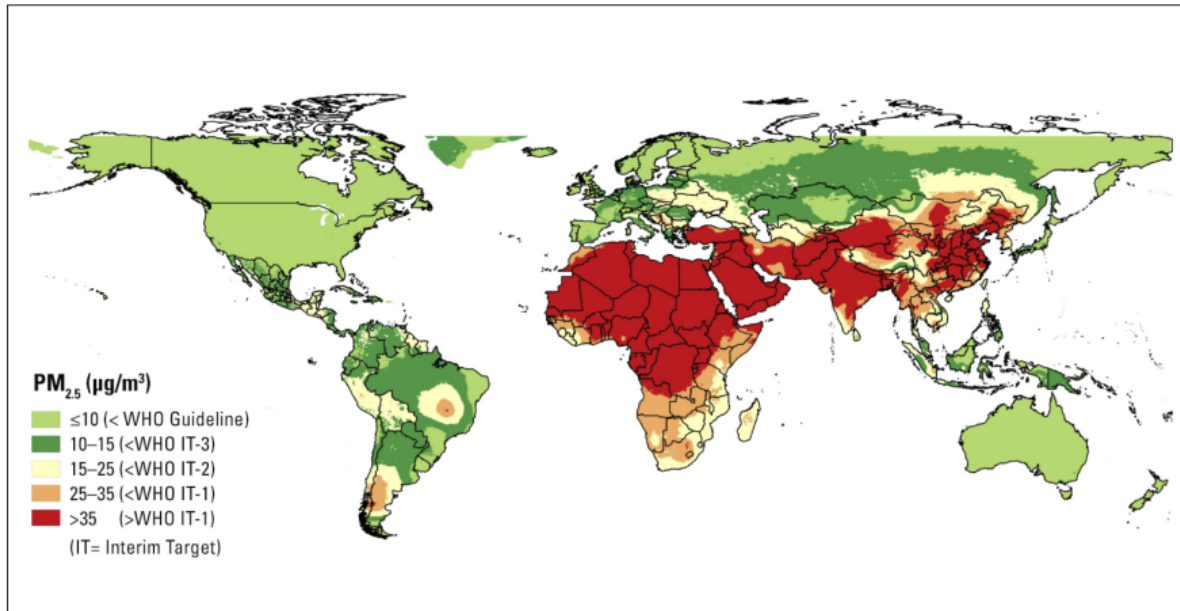 PM₂.₅ (µg/m³)
≤10 (< WHO Guideline)
10–15 (<WHO IT-3)
15–25 (<WHO IT-2)
25–35 (<WHO IT-1)
>35 (>WHO IT-1)
(IT= Interim Target)